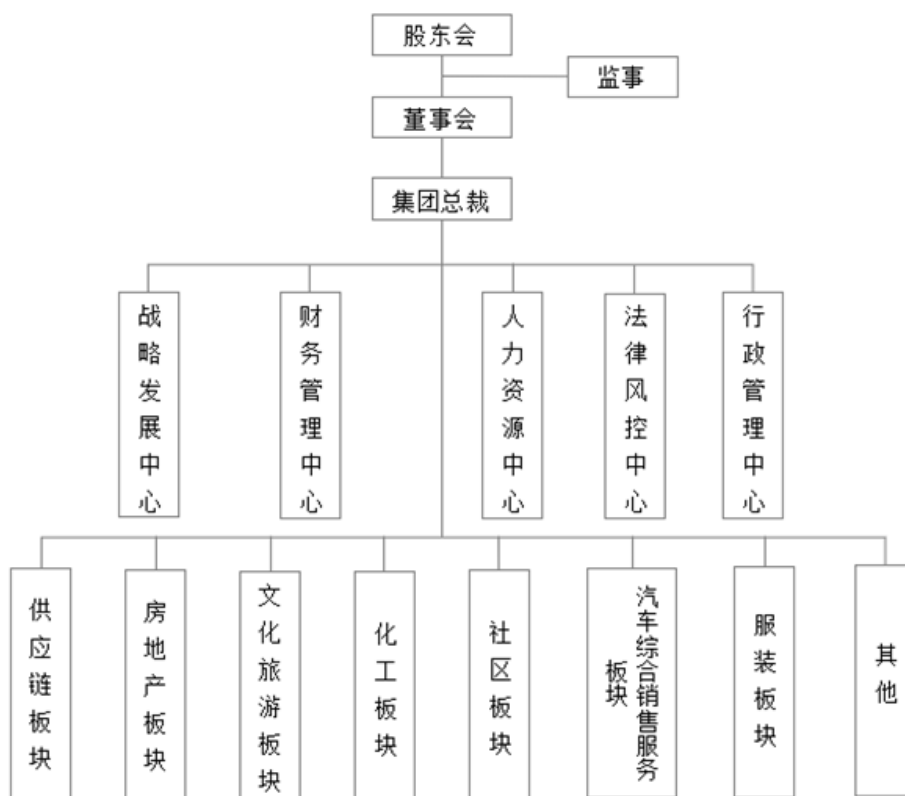 股东会
监事
董事会
集团总裁
战略发展中心
财务管理中心
人力资源中心
法律风控中心
行政管理中心
供应链板块
房地产板块
文化旅游板块
化工板块
社区板块
汽车综合销售服务
板块
服装板块
其他